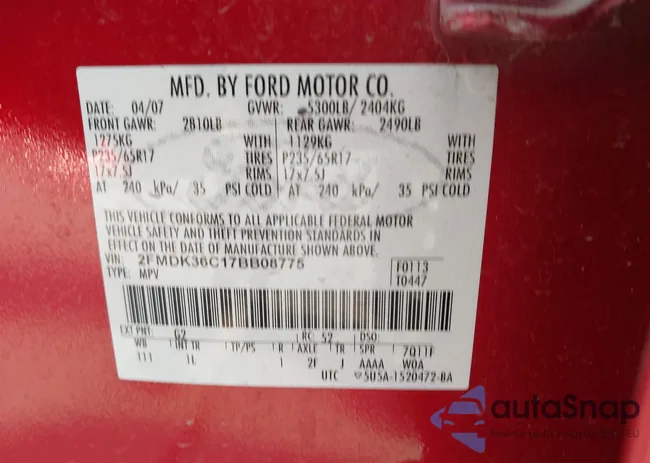 MFD. BY FORD MOTOR CO.
DATE: 04/07 GVWR: 5300LB/ 2404KG
FRONT GAWR: 2810LB REAR GAWR: 2490LB
1275KG WITH 1129KG WITH
P235/65R17 TIRES P235/65R17 TIRES
17x7.5J RIMS 17x7.5J RIMS
AT 240 kPa/ 35 PSI COLD AT 240 kPa/ 35 PSI COLD
THIS VEHICLE CONFORMS TO ALL APPLICABLE FEDERAL MOTOR
VEHICLE SAFETY AND THEFT PREVENTION STANDARDS IN
EFFECT ON THE DATE OF MANUFACTURE SHOWN ABOVE.
VIN: 2FMDK36C17BB08775 F0113
TYPE: MPV T0447
EXT PNT: G2 RC: 52 DSO:
WB INT TR TP/PS R AXLE TR SPR 7Q11F
111 1L I 2F J AAAA WOA
UTC 5U5A-1520472-BA
autoSnap